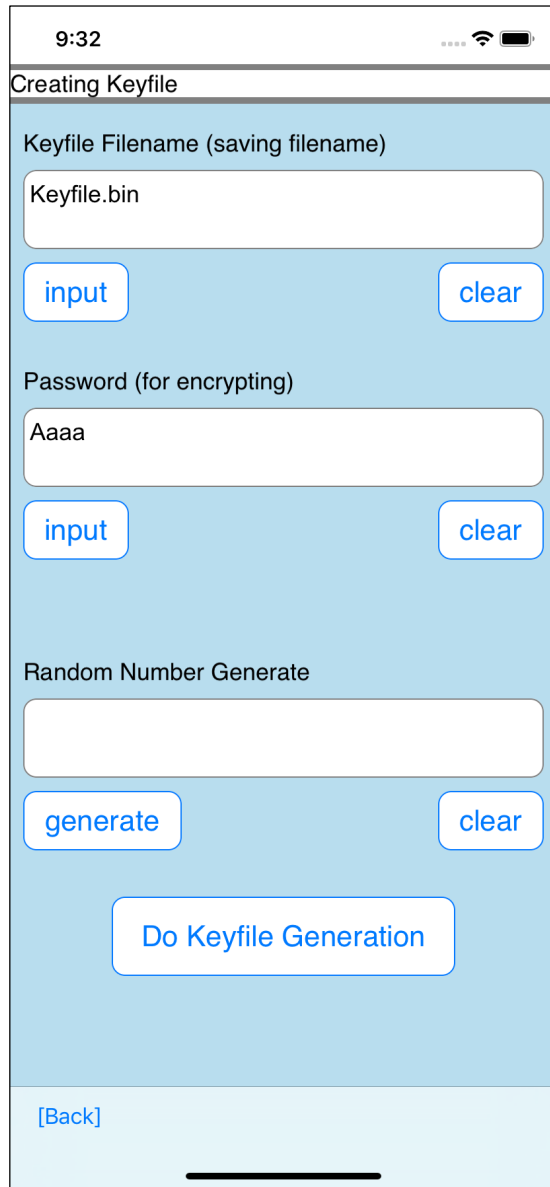 9:32
Creating Keyfile
Keyfile Filename (saving filename)
Keyfile.bin
input clear
Password (for encrypting)
Aaaa
input clear
Random Number Generate
generate clear
Do Keyfile Generation
[Back]